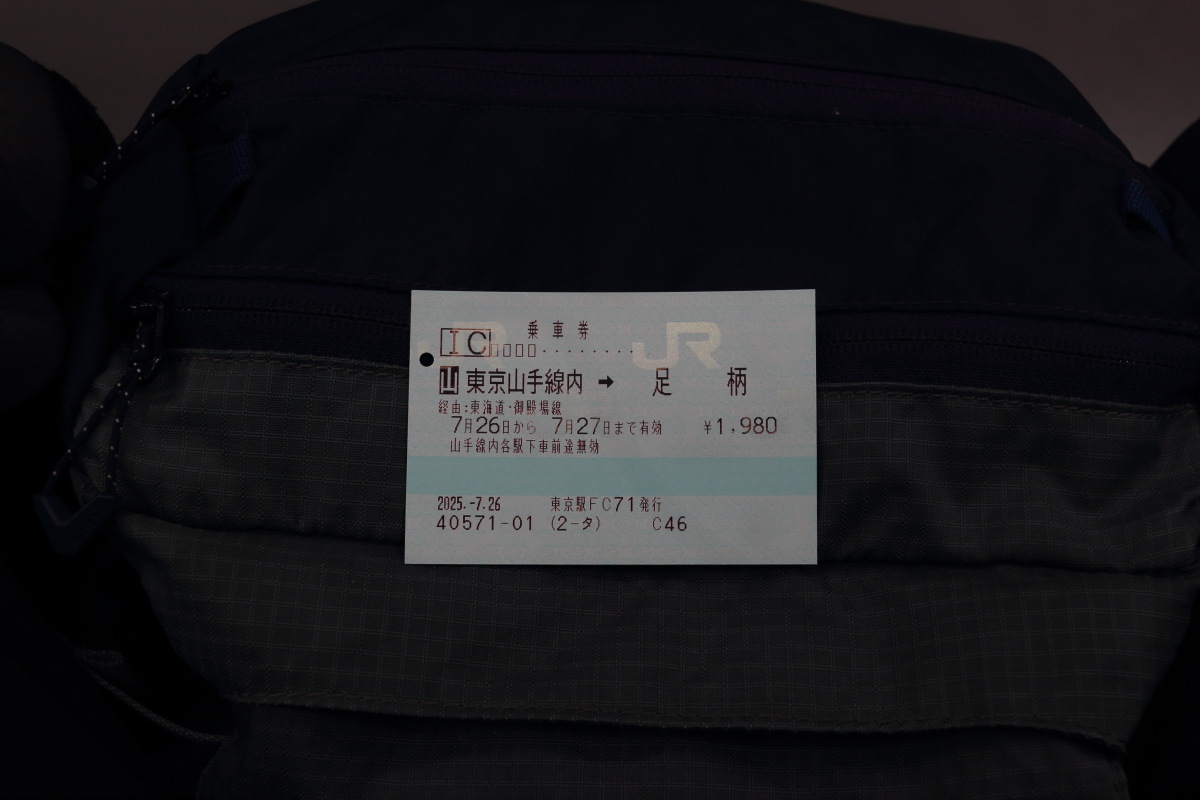 乗車券
IC□□□□・・・・・・・・
JR JR
山 東京山手線内 → 足柄
経由:東海道・御殿場線
7月26日から 7月27日まで有効 ¥1,980
山手線内各駅下車前途無効
2025.-7.26 東京駅FC71発行
40571-01 (2-タ) C46